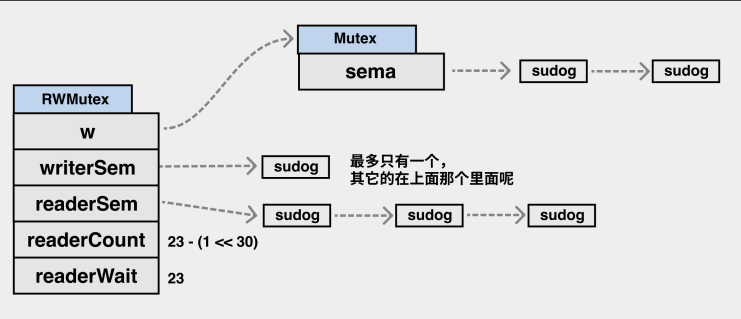 Mutex
sema
sudog
sudog
RWMutex
w
writerSem
sudog
最多只有一个，
其它的在上面那个里面呢
readerSem
sudog
sudog
sudog
readerCount
23 - (1 << 30)
readerWait
23